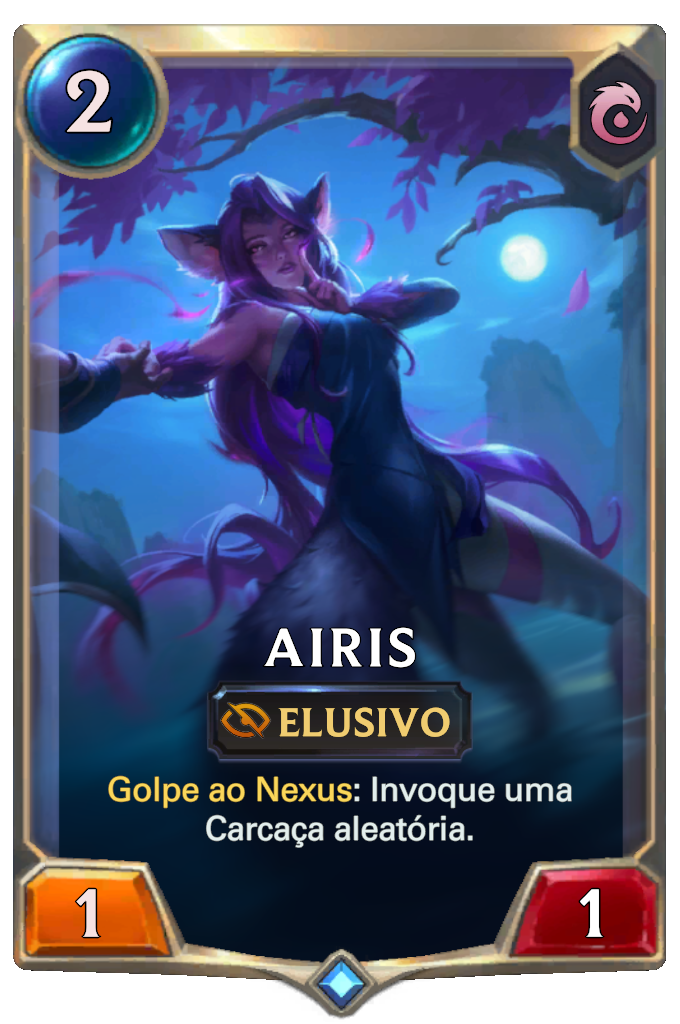 2
AIRIS
ELUSIVO
Golpe ao Nexus: Invoque uma
Carcaça aleatória.
1
1